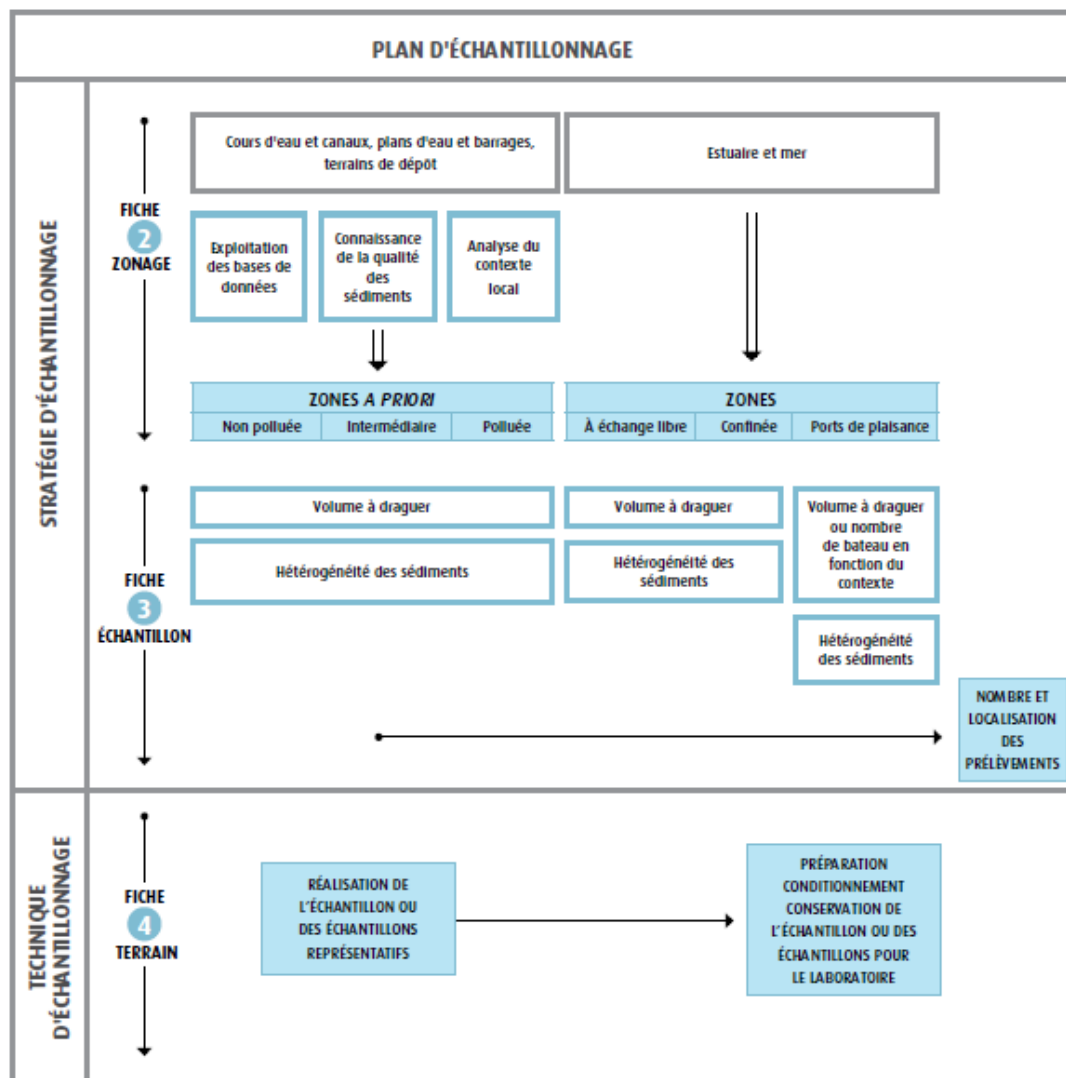 PLAN D'ÉCHANTILLONNAGE
STRATÉGIE D'ÉCHANTILLONNAGE
FICHE
2
ZONAGE
Cours d'eau et canaux, plans d'eau et barrages,
terrains de dépôt
Estuaire et mer
Exploitation
des bases de
données
Connaissance
de la qualité
des
sédiments
Analyse du
contexte
local
ZONES A PRIORI
Non polluée
Intermédiaire
Polluée
ZONES
À échange libre
Confinée
Ports de plaisance
FICHE
3
ÉCHANTILLON
Volume à draguer
Hétérogénéité des sédiments
Volume à draguer
Hétérogénéité des
sédiments
Volume à draguer
ou nombre
de bateau en
fonction du
contexte
Hétérogénéité
des sédiments
NOMBRE ET
LOCALISATION
DES
PRÉLÈVEMENTS
TECHNIQUE
D'ÉCHANTILLONNAGE
FICHE
4
TERRAIN
RÉALISATION DE
L'ÉCHANTILLON OU
DES ÉCHANTILLONS
REPRÉSENTATIFS
PRÉPARATION
CONDITIONNEMENT
CONSERVATION DE
L'ÉCHANTILLON OU DES
ÉCHANTILLONS POUR
LE LABORATOIRE